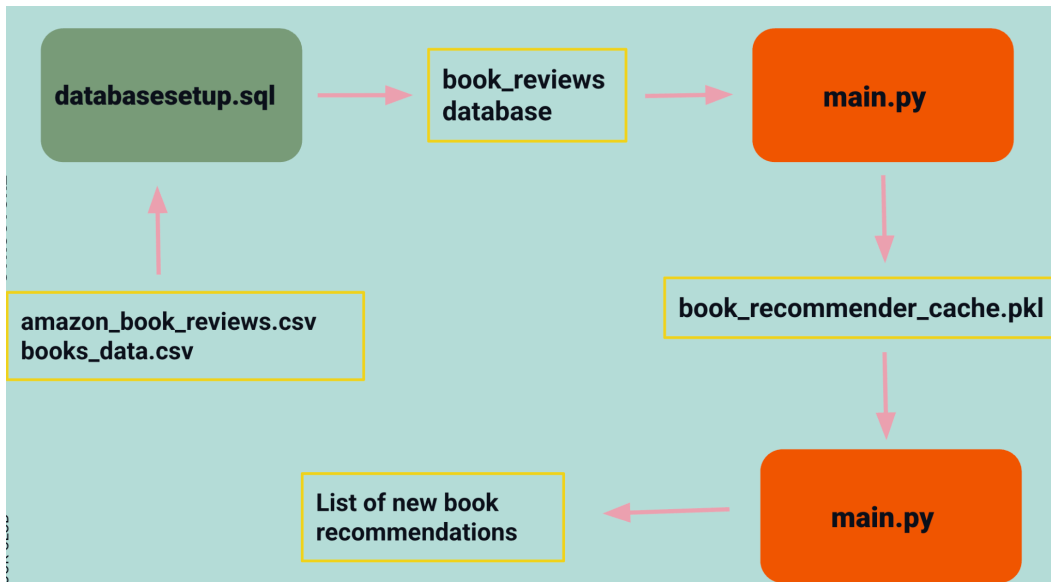 databasesetup.sql
book_reviews
database
main.py
amazon_book_reviews.csv
books_data.csv
book_recommender_cache.pkl
List of new book
recommendations
main.py